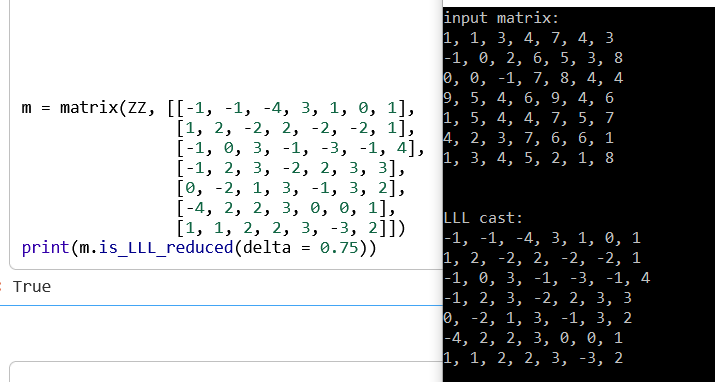 m = matrix(ZZ, [[-1, -1, -4, 3, 1, 0, 1],
[1, 2, -2, 2, -2, -2, 1],
[-1, 0, 3, -1, -3, -1, 4],
[-1, 2, 3, -2, 2, 3, 3],
[0, -2, 1, 3, -1, 3, 2],
[-4, 2, 2, 3, 0, 0, 1],
[1, 1, 2, 2, 3, -3, 2]])
print(m.is_LLL_reduced(delta = 0.75))
True
input matrix:
1, 1, 3, 4, 7, 4, 3
-1, 0, 2, 6, 5, 3, 8
0, 0, -1, 7, 8, 4, 4
9, 5, 4, 6, 9, 4, 6
1, 5, 4, 4, 7, 5, 7
4, 2, 3, 7, 6, 6, 1
1, 3, 4, 5, 2, 1, 8
LLL cast:
-1, -1, -4, 3, 1, 0, 1
1, 2, -2, 2, -2, -2, 1
-1, 0, 3, -1, -3, -1, 4
-1, 2, 3, -2, 2, 3, 3
0, -2, 1, 3, -1, 3, 2
-4, 2, 2, 3, 0, 0, 1
1, 1, 2, 2, 3, -3, 2